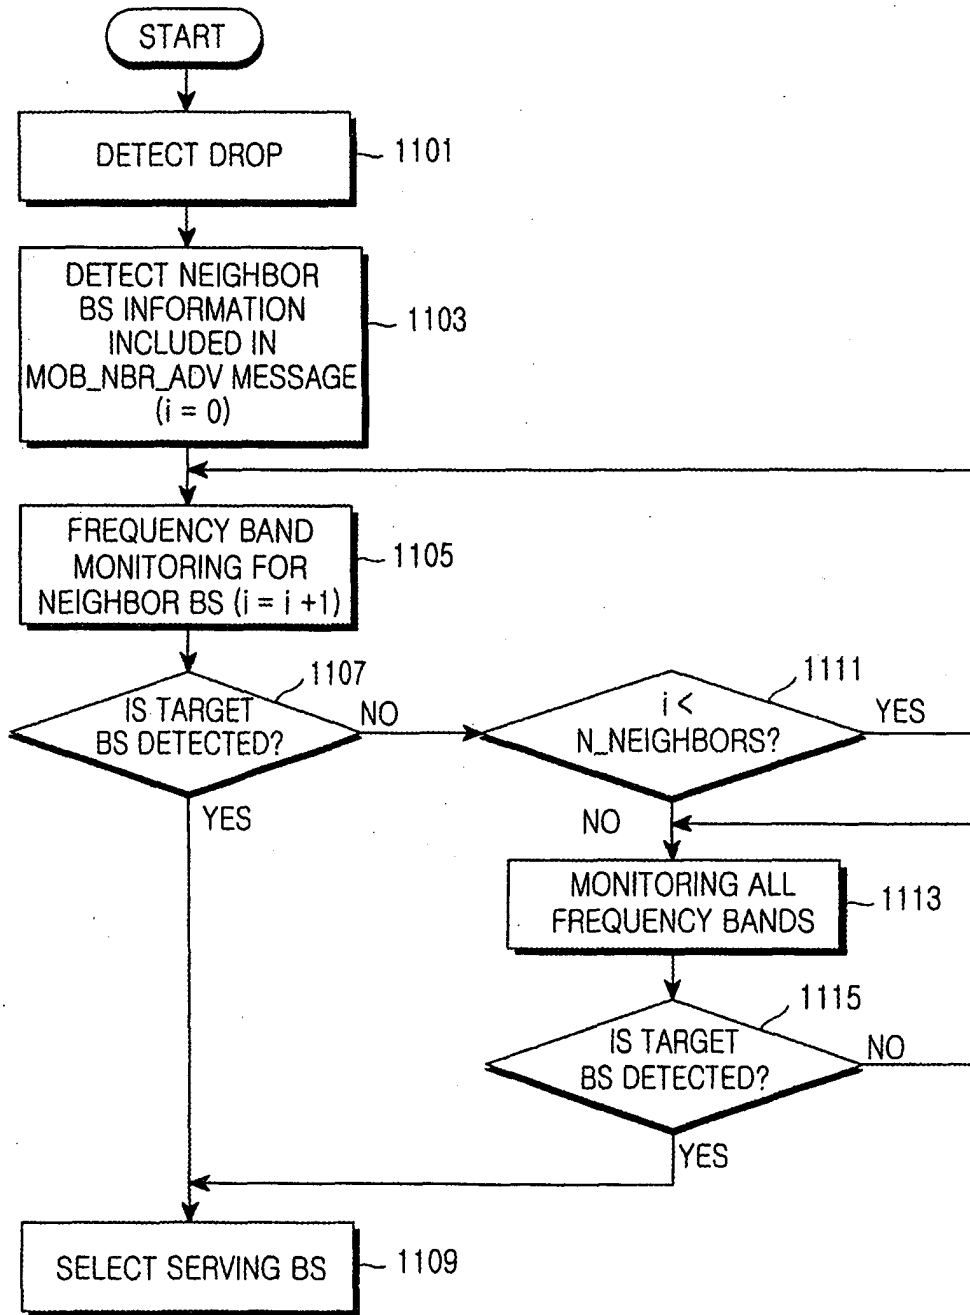 START
DETECT DROP
1101
DETECT NEIGHBOR
BS INFORMATION
INCLUDED IN
MOB_NBR_ADV MESSAGE
(i = 0)
1103
FREQUENCY BAND
MONITORING FOR
NEIGHBOR BS (i = i +1)
1105
1107
IS TARGET
BS DETECTED?
NO
YES
1111
i <
N_NEIGHBORS?
YES
NO
MONITORING ALL
FREQUENCY BANDS
1113
1115
IS TARGET
BS DETECTED?
NO
YES
SELECT SERVING BS
1109